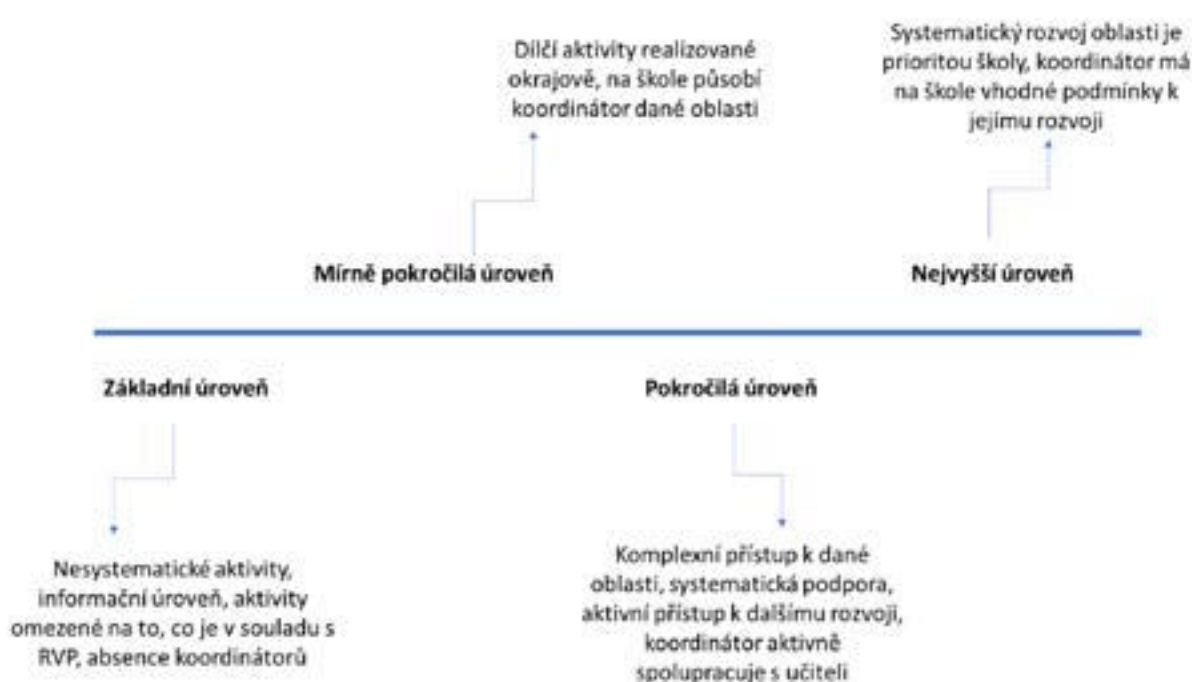 Dílčí aktivity realizované
okrajově, na škole působí
koordinátor dané oblasti
Systematický rozvoj oblasti je
prioritou školy, koordinátor má
na škole vhodné podmínky k
jejímu rozvoji
Mírně pokročilá úroveň
Nejvyšší úroveň
Základní úroveň
Pokročilá úroveň
Nesystematické aktivity,
informační úroveň, aktivity
omezené na to, co je v souladu s
RVP, absence koordinátorů
Komplexní přístup k dané
oblasti, systematická podpora,
aktivní přístup k dalšímu rozvoji,
koordinátor aktivně
spolupracuje s učiteli